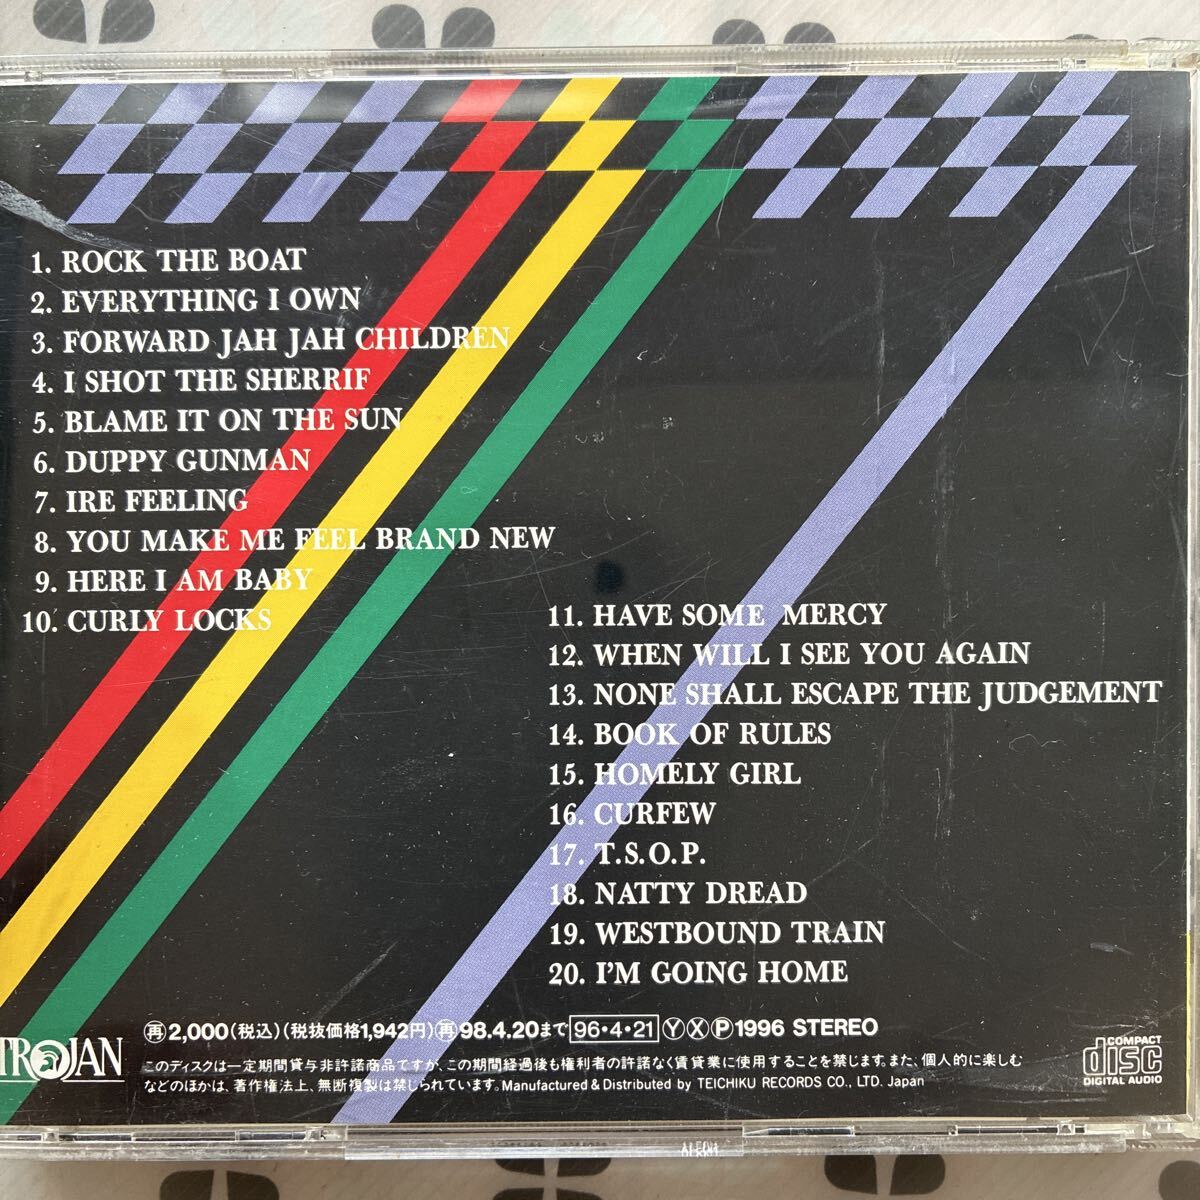 1. ROCK THE BOAT
2. EVERYTHING I OWN
3. FORWARD JAH JAH CHILDREN
4. I SHOT THE SHERRIF
5. BLAME IT ON THE SUN
6. DUPPY GUNMAN
7. IRE FEELING
8. YOU MAKE ME FEEL BRAND NEW
9. HERE I AM BABY
10. CURLY LOCKS
11. HAVE SOME MERCY
12. WHEN WILL I SEE YOU AGAIN
13. NONE SHALL ESCAPE THE JUDGEMENT
14. BOOK OF RULES
15. HOMELY GIRL
16. CURFEW
17. T.S.O.P.
18. NATTY DREAD
19. WESTBOUND TRAIN
20. I'M GOING HOME
㊢2,000(税込)(税抜価格1,942円)㊢98.4.20まで 96・4・21 ⓎⓍⓅ1996 STEREO
TROJAN
このディスクは一定期間貸与非許諾商品ですが、この期間経過後も権利者の許諾なく賃貸業に使用することを禁じます。また、個人的に楽しむ
などのほかは、著作権法上、無断複製は禁じられています。Manufactured & Distributed by TEICHIKU RECORDS CO., LTD. Japan
COMPACT
disc
DIGITAL AUDIO